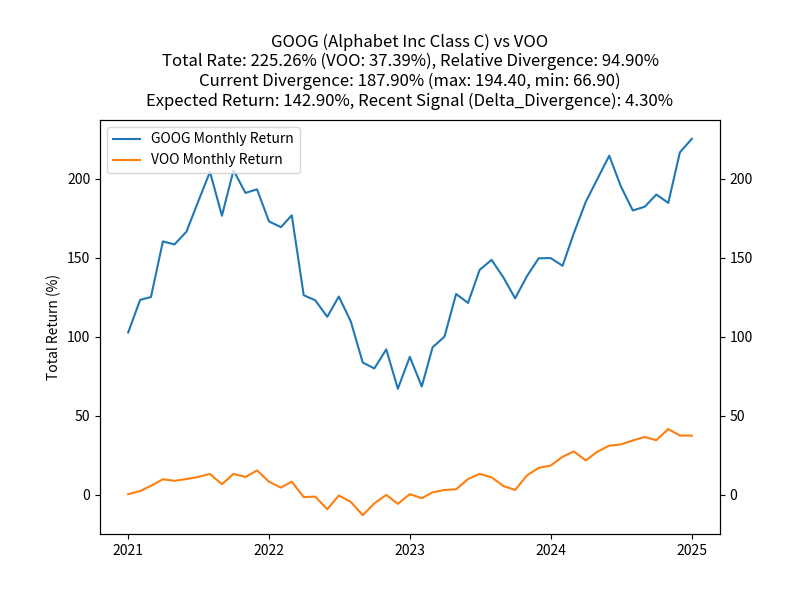 GOOG (Alphabet Inc Class C) vs VOO
Total Rate: 225.26% (VOO: 37.39%), Relative Divergence: 94.90%
Current Divergence: 187.90% (max: 194.40, min: 66.90)
Expected Return: 142.90%, Recent Signal (Delta_Divergence): 4.30%
GOOG Monthly Return
VOO Monthly Return
Total Return (%)
200
150
100
50
0
200
150
100
50
0
2021
2022
2023
2024
2025